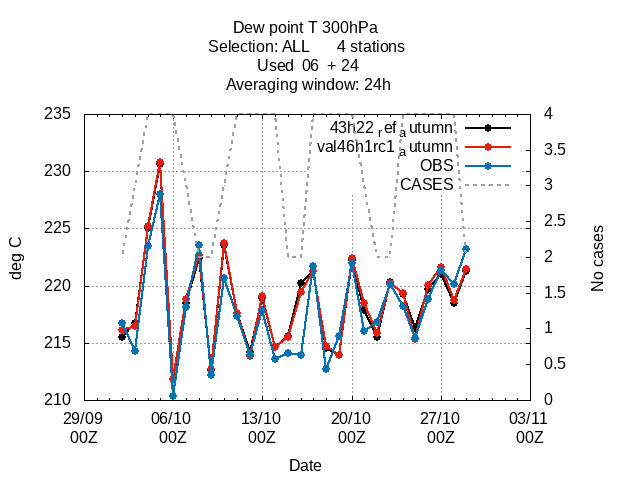 Dew point T 300hPa
Selection: ALL      4 stations
Used  06  + 24
Averaging window: 24h
43h22 ref a utumn
val46h1rc1 a utumn
OBS
CASES
235
230
225
220
215
210
4
3.5
3
2.5
2
1.5
1
0.5
0
deg C
No cases
29/09 06/10 13/10 20/10 27/10 03/11
00Z 00Z 00Z 00Z 00Z 00Z
Date